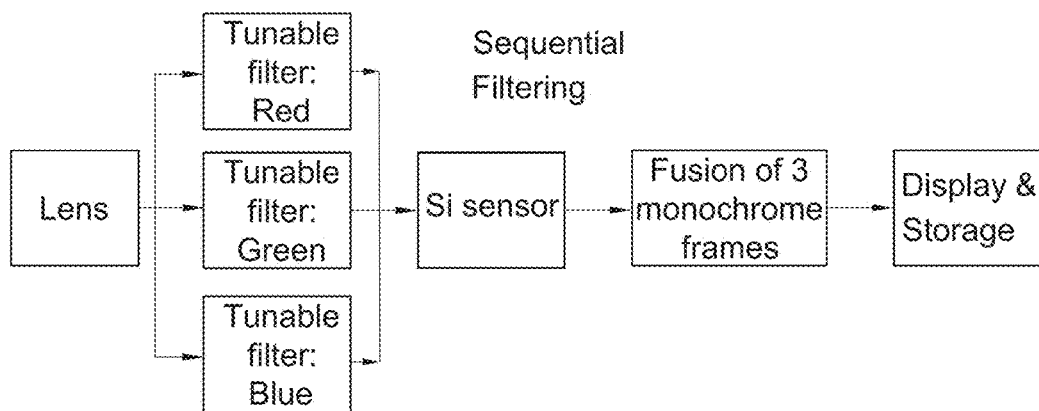 Tunable
filter:
Red
Sequential
Filtering
Lens
Tunable
filter:
Green
Si sensor
Fusion of 3
monochrome
frames
Display &
Storage
Tunable
filter:
Blue